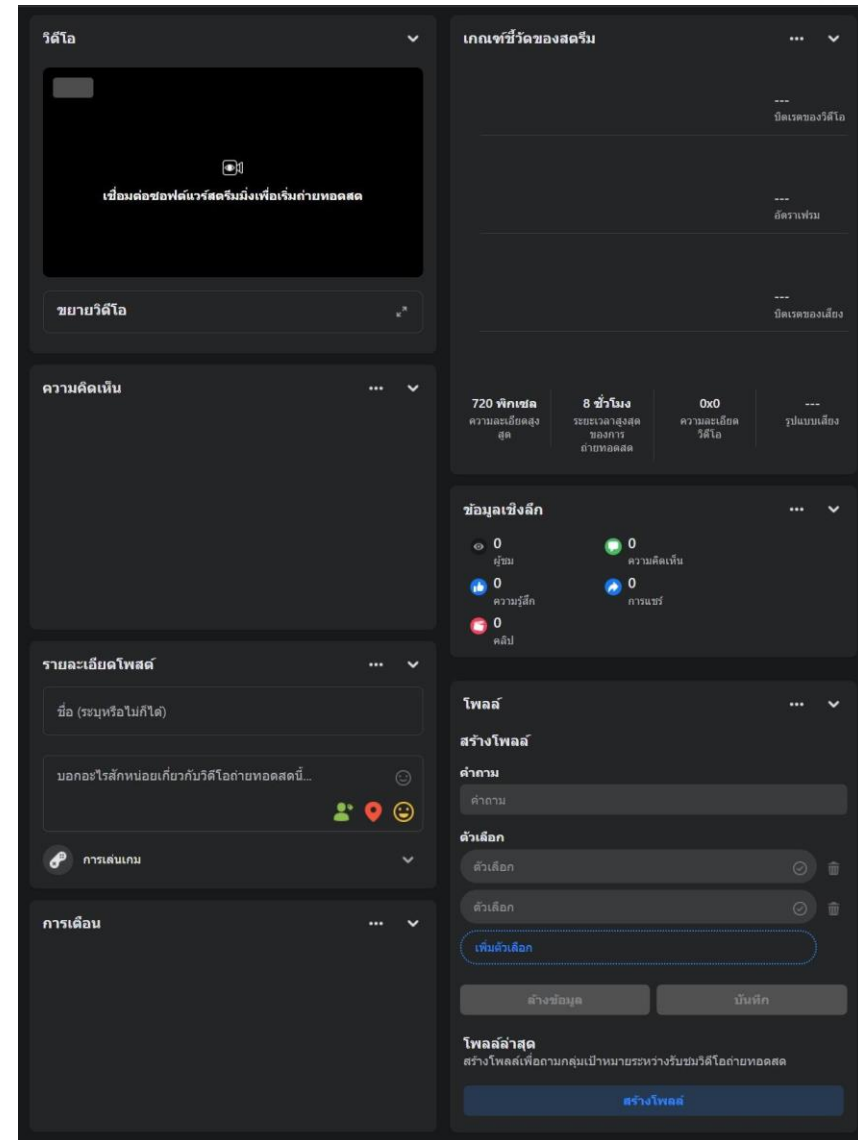 วิดีโอ
เชื่อมต่อซอฟต์แวร์สตรีมมิ่งเพื่อเริ่มถ่ายทอดสด
ขยายวิดีโอ
ความคิดเห็น
รายละเอียดโพสต์
ชื่อ (ระบุหรือไม่ก็ได้)
บอกอะไรสักหน่อยเกี่ยวกับวิดีโอถ่ายทอดสดนี้...
การเล่นเกม
การเตือน
เกณฑ์ชี้วัดของสตรีม
---
บิตเรตของวิดีโอ
---
อัตราเฟรม
---
บิตเรตของเสียง
720 พิกเซล
ความละเอียดสูง
สุด
8 ชั่วโมง
ระยะเวลาสูงสุด
ของการ
ถ่ายทอดสด
0x0
ความละเอียด
วิดีโอ
---
รูปแบบเสียง
ข้อมูลเชิงลึก
0
ผู้ชม
0
ความคิดเห็น
0
ความรู้สึก
0
การแชร์
0
คลิป
โพลล์
สร้างโพลล์
คำถาม
คำถาม
ตัวเลือก
ตัวเลือก
ตัวเลือก
เพิ่มตัวเลือก
ล้างข้อมูล
บันทึก
โพลล์ล่าสุด
สร้างโพลล์เพื่อถามกลุ่มเป้าหมายระหว่างรับชมวิดีโอถ่ายทอดสด
สร้างโพลล์